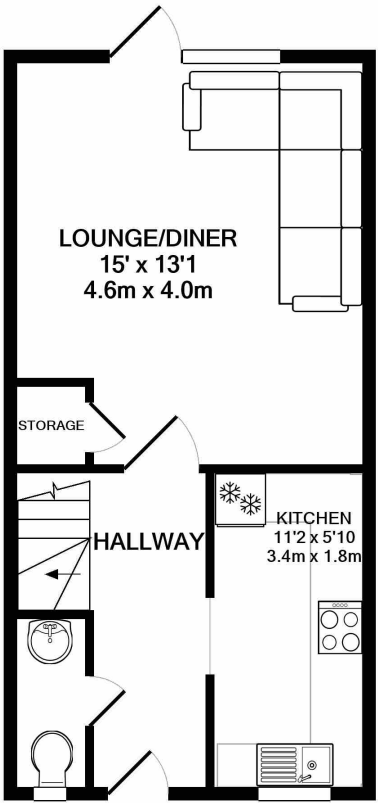 LOUNGE/DINER
15' x 13'1
4.6m x 4.0m
STORAGE
HALLWAY
KITCHEN
11'2 x 5'10
3.4m x 1.8m